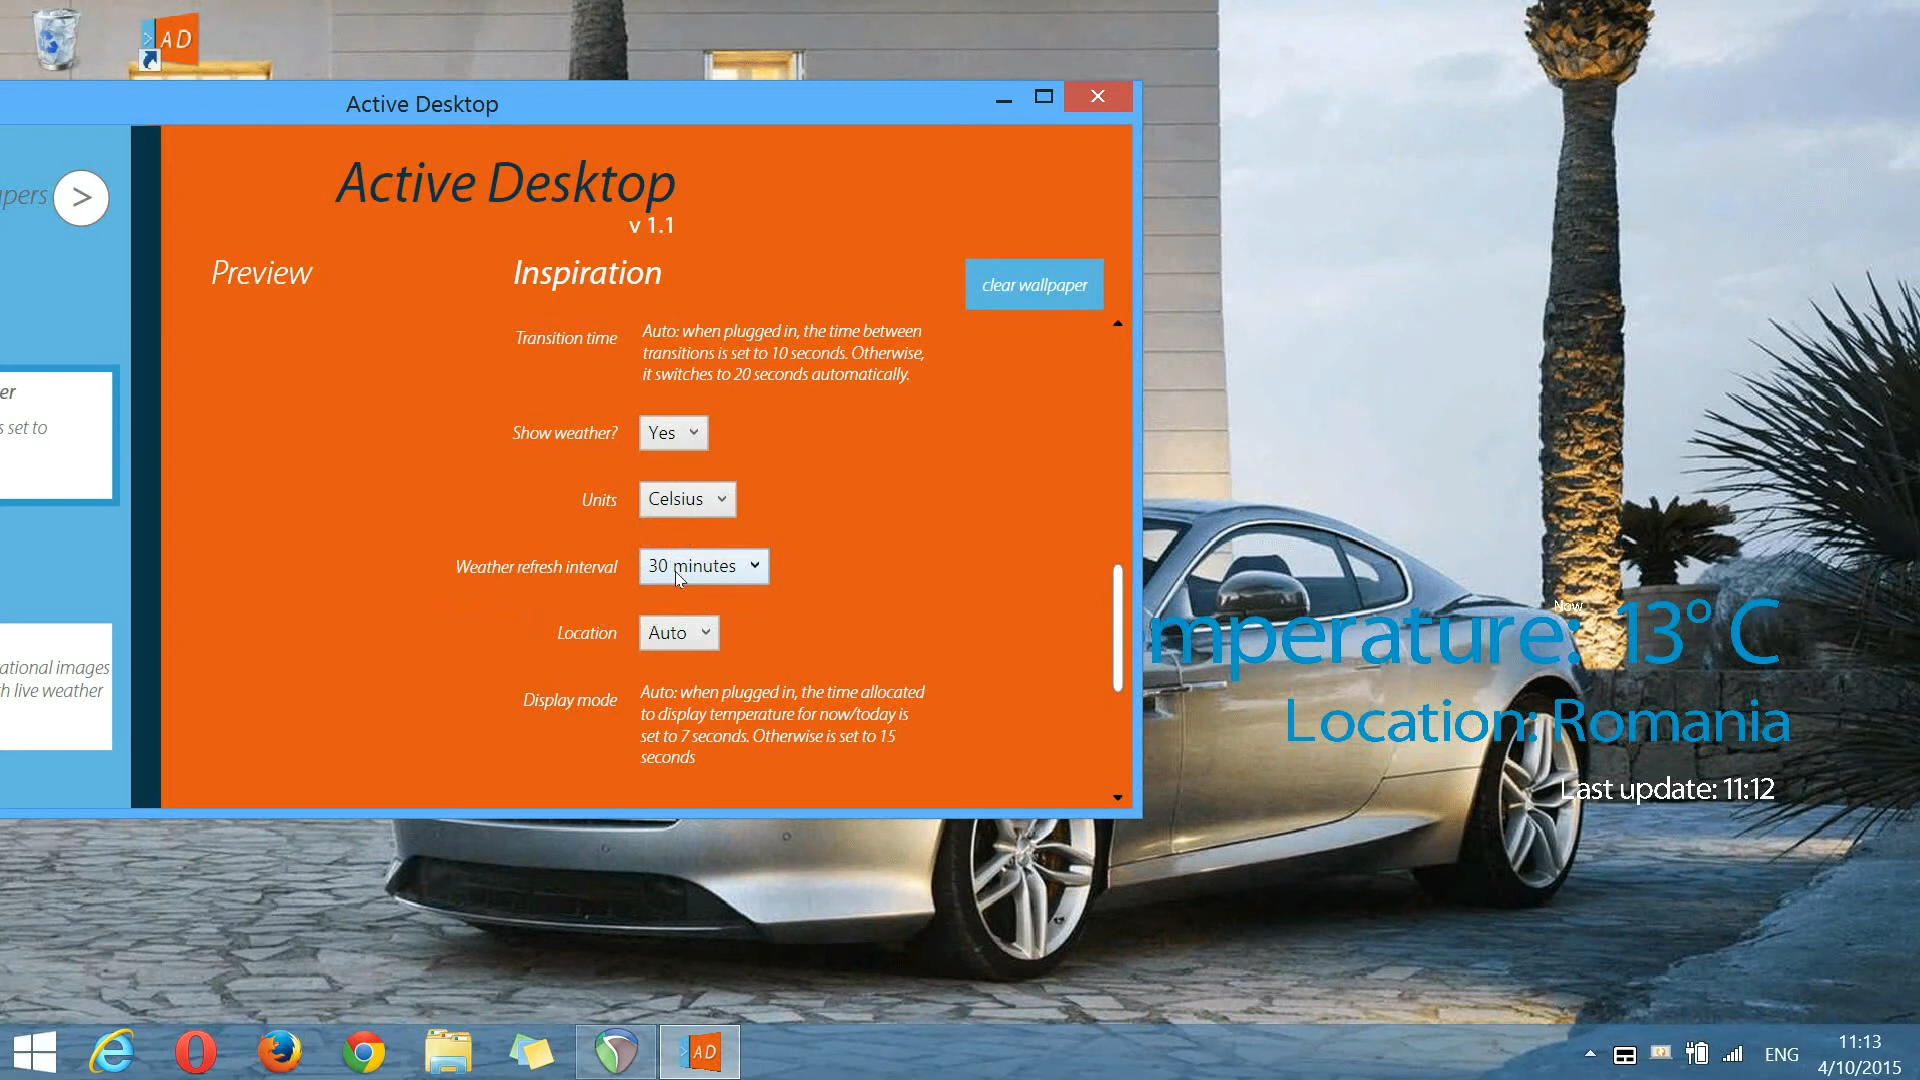 AD
Active Desktop
Active Desktop
v 1.1
pers
>
Preview
Inspiration
clear wallpaper
Transition time
Auto: when plugged in, the time between
transitions is set to 10 seconds. Otherwise,
it switches to 20 seconds automatically.
er
s set to
Show weather?
Yes
Units
Celsius
Weather refresh interval
30 minutes
Location
Auto
Display mode
Auto: when plugged in, the time allocated
to display temperature for now/today is
set to 7 seconds. Otherwise is set to 15
seconds
ational images
h live weather
Now
mperature: 13° C
Location: Romania
Last update: 11:12
AD
ENG
11:13
4/10/2015